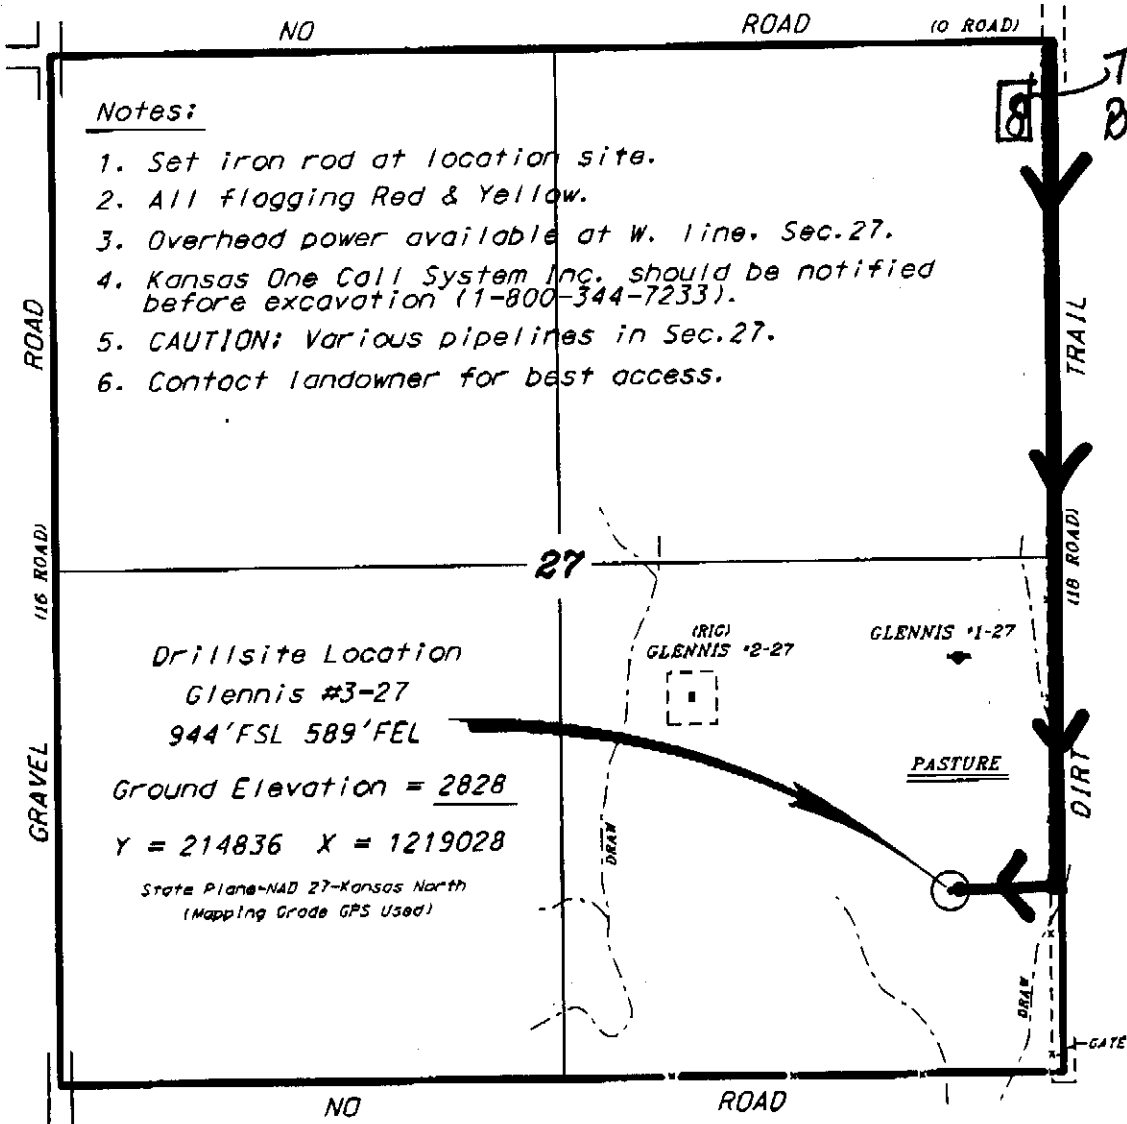 NO ROAD (O ROAD)
8 7
B
Notes:
1. Set iron rod at location site.
2. All flagging Red & Yellow.
3. Overhead power available at W. line, Sec.27.
4. Kansas One Call System Inc. should be notified
before excavation (1-800-344-7233).
5. CAUTION: Various pipelines in Sec.27.
6. Contact landowner for best access.
ROAD
(16 ROAD)
GRAVEL
TRAIL
(18 ROAD)
DIRT
27
(RIG)
GLENNIS #2-27
GLENNIS #1-27
Drillsite Location
Glennis #3-27
944'FSL 589'FEL
Ground Elevation = 2828
Y = 214836 X = 1219028
State Plane-NAD 27-Kansas North
(Mapping Grade GPS Used)
PASTURE
DRAW
DRAW
GATE
NO ROAD